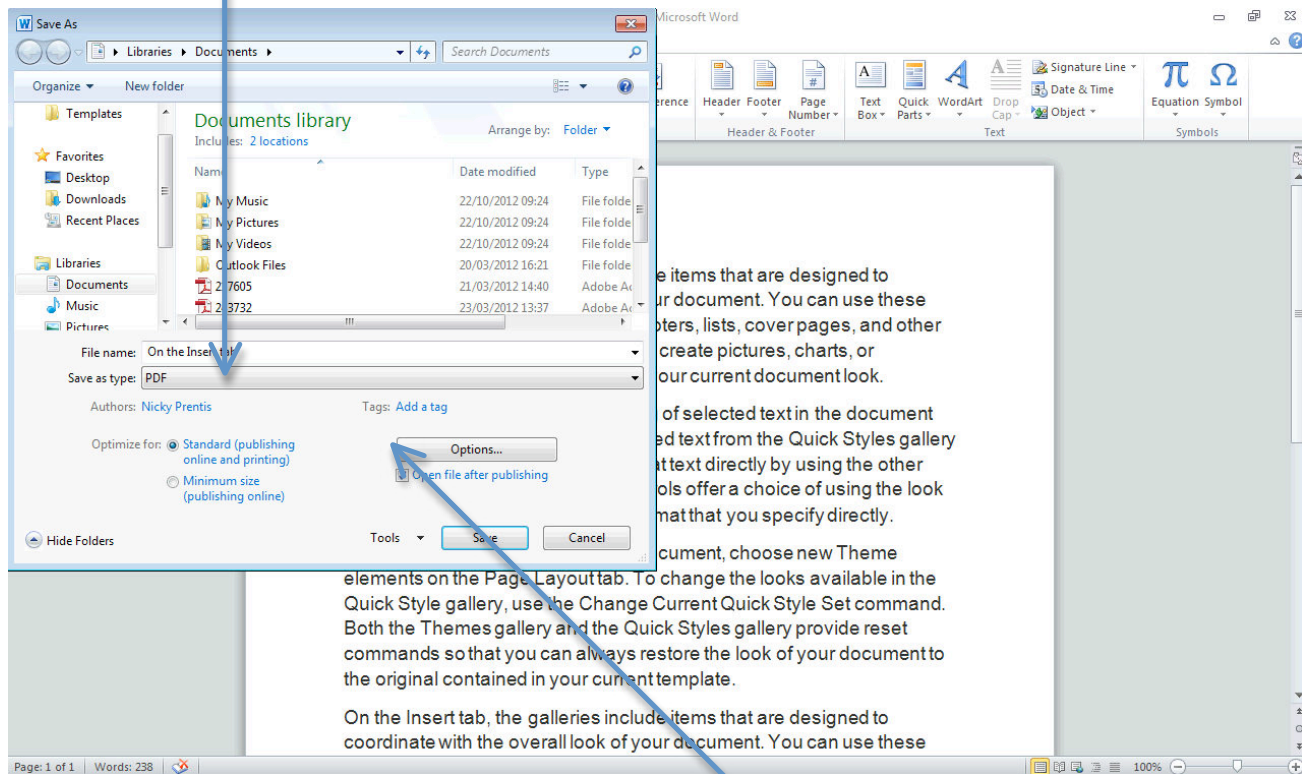 Save As
Microsoft Word
Libraries Documents
Search Documents
Organize New folder
Templates
Favorites
Desktop
Downloads
Recent Places
Libraries
Documents
Music
Pictures
Documents library
Includes: 2 locations
Arrange by: Folder
Name Date modified Type
My Music 22/10/2012 09:24 File folde
My Pictures 22/10/2012 09:24 File folde
My Videos 22/10/2012 09:24 File folde
Outlook Files 20/03/2012 16:21 File folde
21/03/2012 14:40 Adobe Ac
23/03/2012 13:37 Adobe Ac
File name: On the Insert tab
Save as type: PDF
Authors: Nicky Prentis Tags: Add a tag
Optimize for: Standard (publishing
online and printing)
Minimum size
(publishing online)
Options...
Open file after publishing
Hide Folders
Tools Save Cancel
erence
Header Footer Page
Number
Header & Footer
Text
Box
Quick
Parts
WordArt
Drop
Cap
Signature Line
Date & Time
Object
Text
Equation Symbol
Symbols
e items that are designed to
ur document. You can use these
oters, lists, cover pages, and other
create pictures, charts, or
our current document look.
of selected text in the document
ed text from the Quick Styles gallery
at text directly by using the other
ols offer a choice of using the look
mat that you specify directly.
cument, choose new Theme
elements on the Page Layout tab. To change the looks available in the
Quick Style gallery, use the Change Current Quick Style Set command.
Both the Themes gallery and the Quick Styles gallery provide reset
commands so that you can always restore the look of your document to
the original contained in your current template.
On the Insert tab, the galleries include items that are designed to
coordinate with the overall look of your document. You can use these
Page: 1 of 1 Words: 238 100%